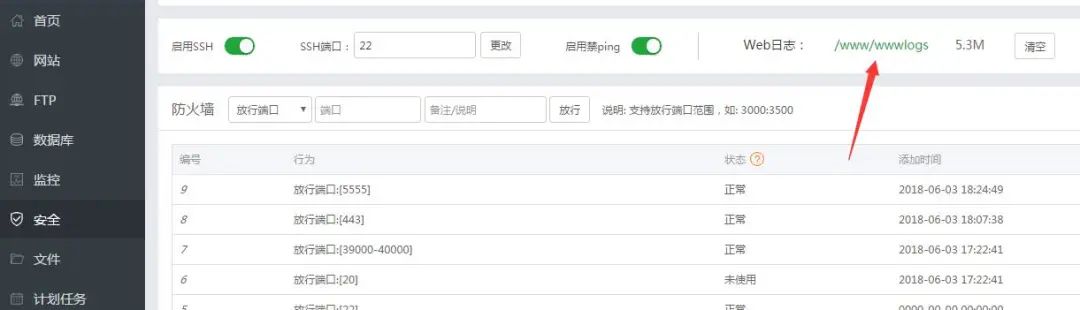 首页
网站
FTP
数据库
监控
安全
文件
计划任务
启用SSH SSH端口： 22 更改 启用禁ping Web日志： /www/wwwlogs 5.3M 清空
防火墙 放行端口 端口 备注/说明 放行 说明: 支持放行端口范围，如: 3000:3500
编号 行为 状态 ? 添加时间
9 放行端口:[5555] 正常 2018-06-03 18:24:49
8 放行端口:[443] 正常 2018-06-03 18:07:38
7 放行端口:[39000-40000] 正常 2018-06-03 17:22:41
6 放行端口:[20] 未使用 2018-06-03 17:22:41
5 放行端口:[22] 正常 0000-00-00 00:00:00